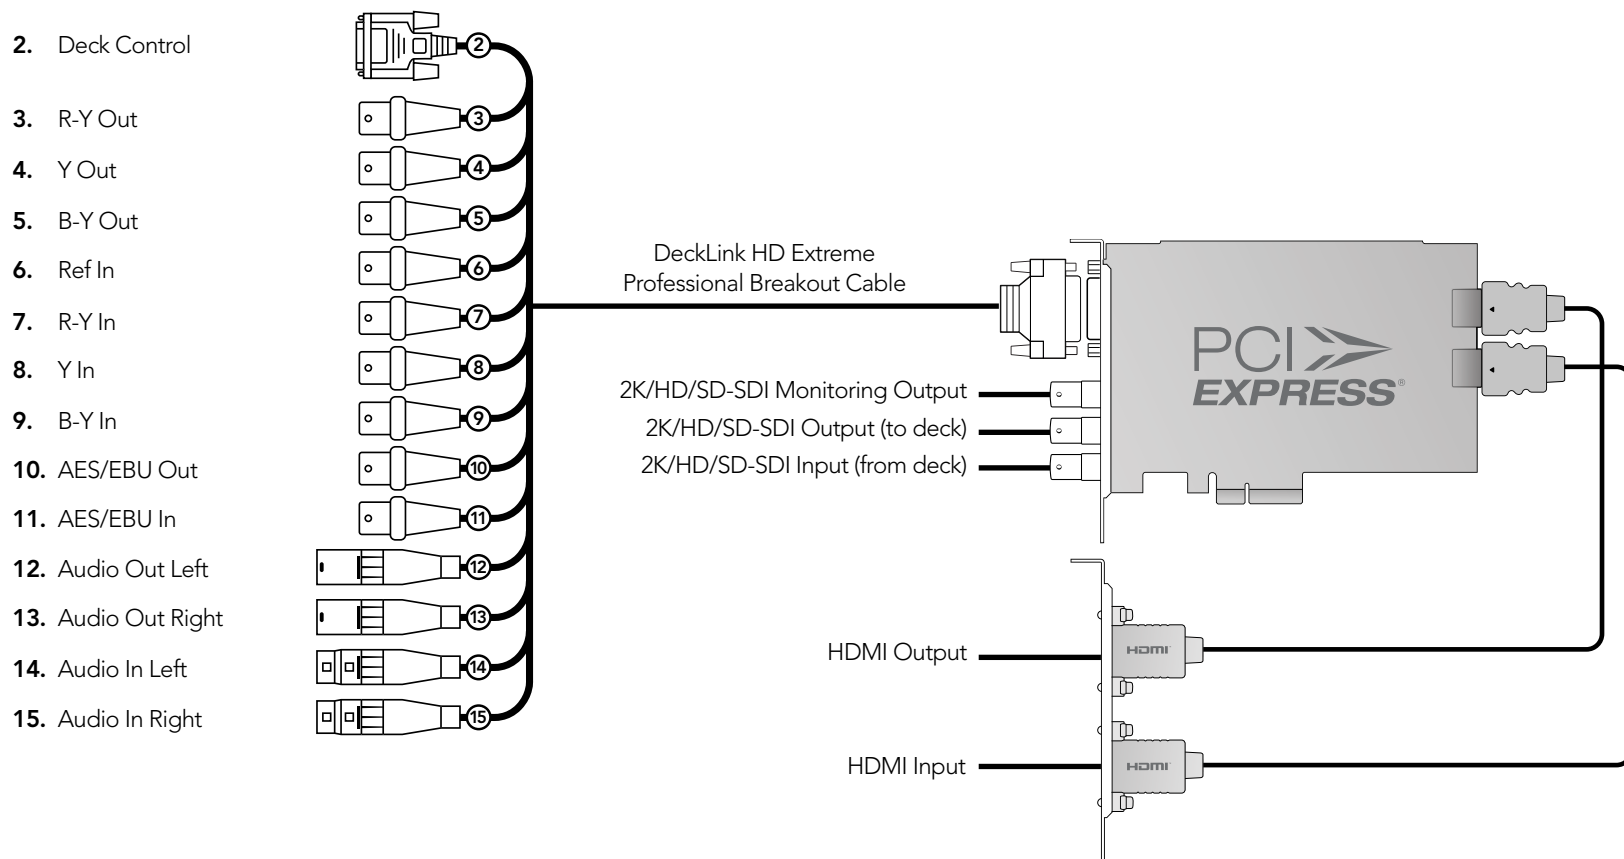 2. Deck Control
3. R-Y Out
4. Y Out
5. B-Y Out
6. Ref In
7. R-Y In
8. Y In
9. B-Y In
10. AES/EBU Out
11. AES/EBU In
12. Audio Out Left
13. Audio Out Right
14. Audio In Left
15. Audio In Right
2
3
4
5
6
7
8
9
10
11
12
13
14
15
DeckLink HD Extreme
Professional Breakout Cable
2K/HD/SD-SDI Monitoring Output
2K/HD/SD-SDI Output (to deck)
2K/HD/SD-SDI Input (from deck)
PCI
EXPRESS®
HDMI Output
HDMI
HDMI Input
HDMI